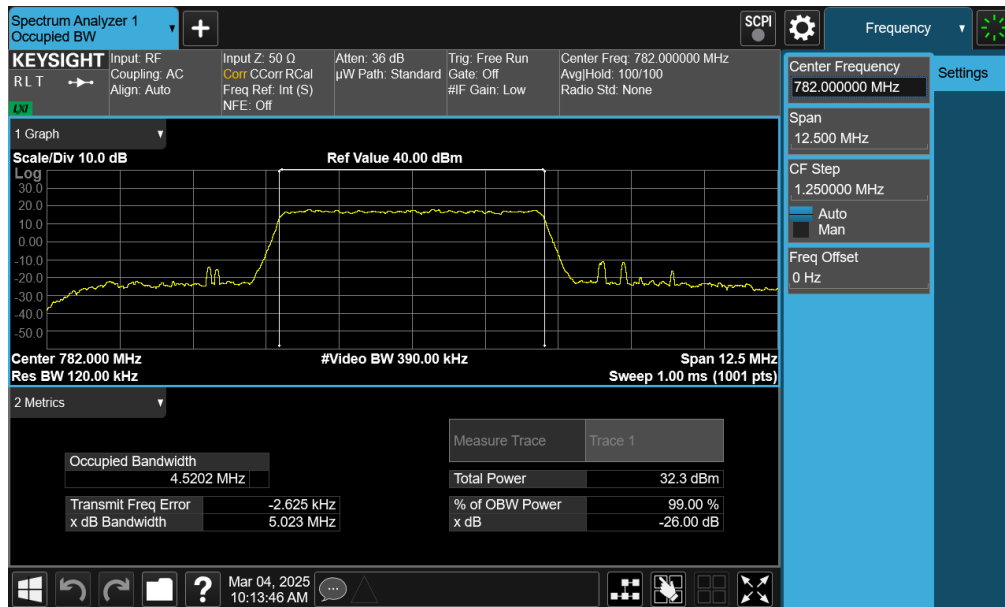 Spectrum Analyzer 1
Occupied BW
+
SCPI
Frequency
KEYSIGHT
R L T
LXI
Input: RF
Coupling: AC
Align: Auto
Input Z: 50 Ω
Corr CCorr RCal
Freq Ref: Int (S)
NFE: Off
Atten: 36 dB
µW Path: Standard
Trig: Free Run
Gate: Off
#IF Gain: Low
Center Freq: 782.000000 MHz
Avg|Hold: 100/100
Radio Std: None
Center Frequency
782.000000 MHz
Settings
Span
12.500 MHz
CF Step
1.250000 MHz
Auto
Man
Freq Offset
0 Hz
1 Graph
Scale/Div 10.0 dB
Ref Value 40.00 dBm
Log
30.0
20.0
10.0
0.00
-10.0
-20.0
-30.0
-40.0
-50.0
Center 782.000 MHz
#Video BW 390.00 kHz
Span 12.5 MHz
Res BW 120.00 kHz
Sweep 1.00 ms (1001 pts)
2 Metrics
Measure Trace Trace 1
Occupied Bandwidth
4.5202 MHz
Total Power 32.3 dBm
Transmit Freq Error -2.625 kHz
% of OBW Power 99.00 %
x dB Bandwidth 5.023 MHz
x dB -26.00 dB
?
Mar 04, 2025
10:13:46 AM